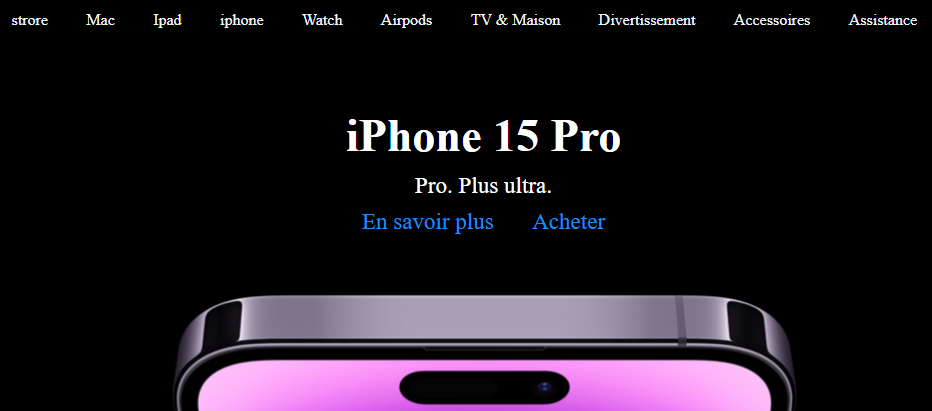 strore Mac Ipad iphone Watch Airpods TV & Maison Divertissement Accessoires Assistance
iPhone 15 Pro
Pro. Plus ultra.
En savoir plus Acheter